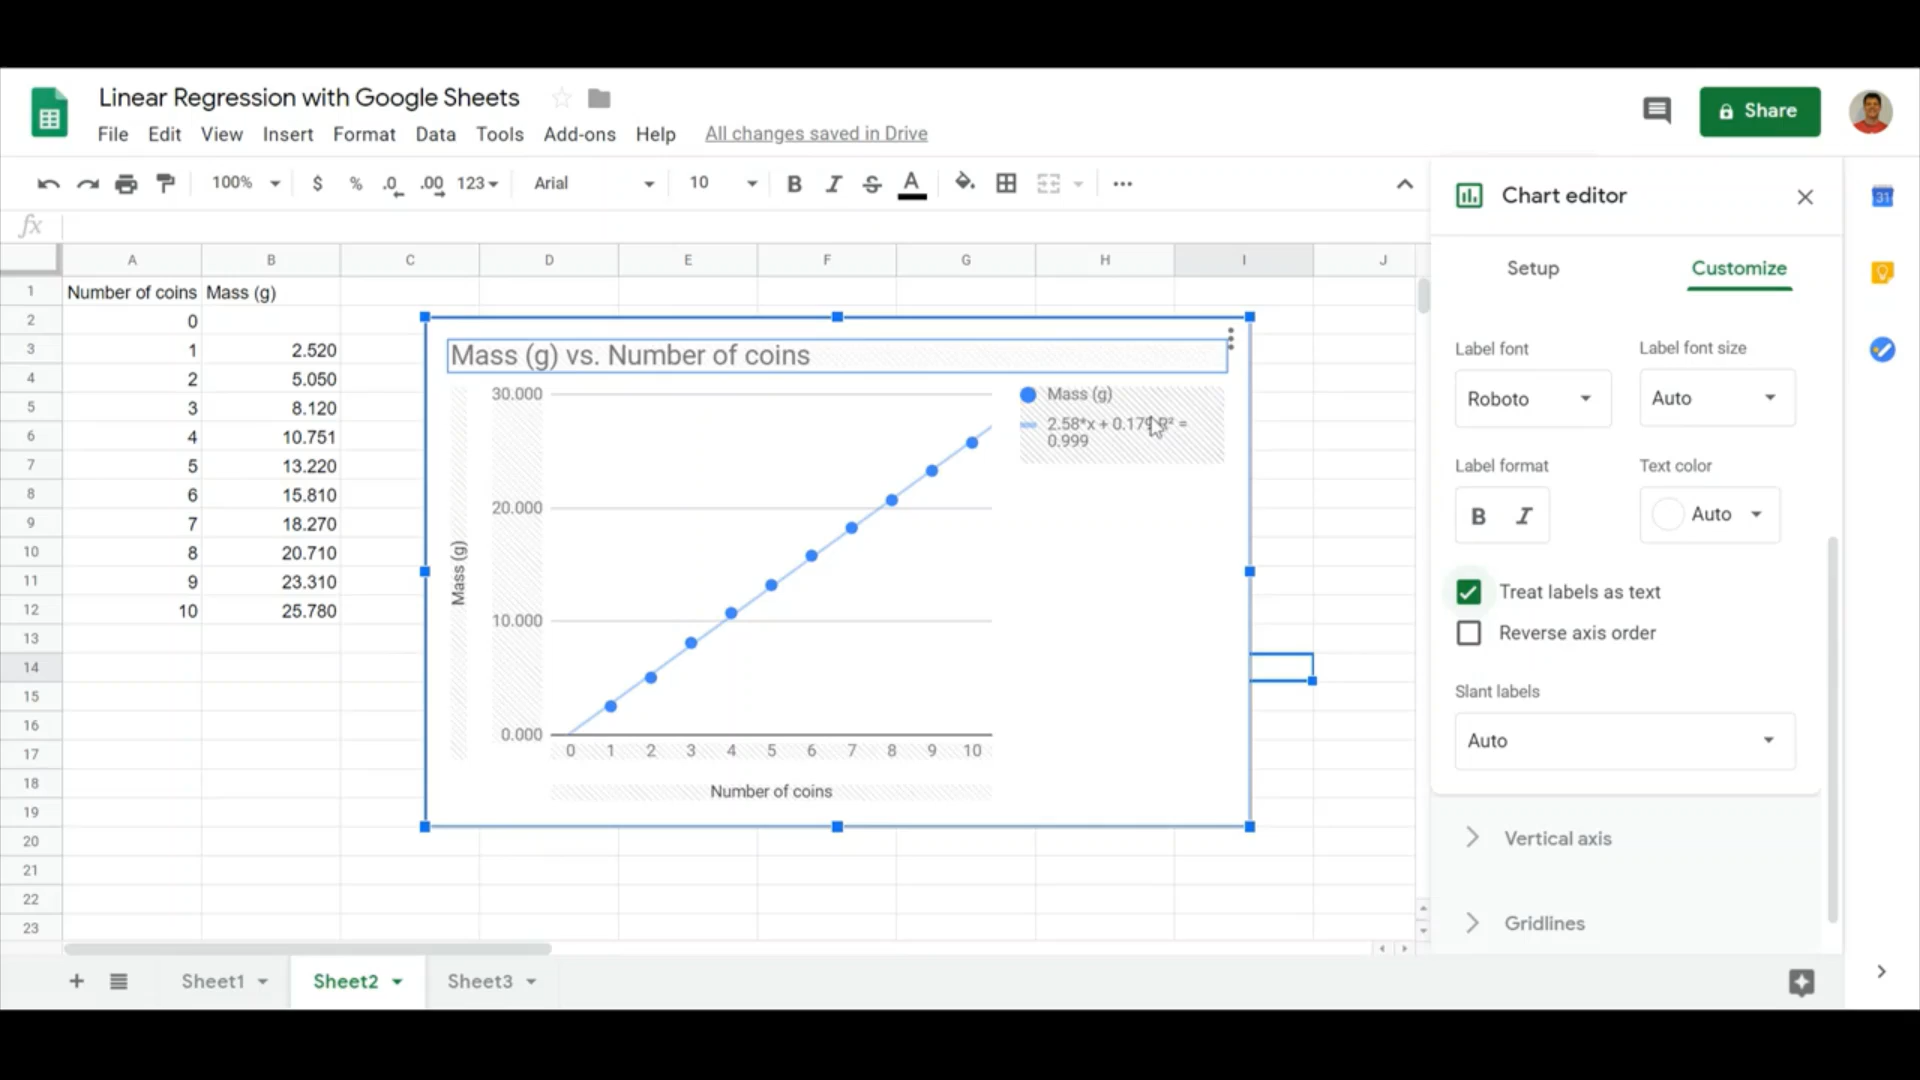 Linear Regression with Google Sheets
File Edit View Insert Format Data Tools Add-ons Help All changes saved in Drive
Share
100% $ % .0 .00 123 Arial 10 B I S A
fx
Chart editor
31
Setup Customize
A B C D E F G H I J
1 Number of coins Mass (g)
2 0
3 1 2.520
4 2 5.050
5 3 8.120
6 4 10.751
7 5 13.220
8 6 15.810
9 7 18.270
10 8 20.710
11 9 23.310
12 10 25.780
13
14
15
16
17
18
19
20
21
22
23
Mass (g) vs. Number of coins
30.000
20.000
10.000
0.000
Mass (g)
0 1 2 3 4 5 6 7 8 9 10
Number of coins
Mass (g)
2.58*x + 0.179 R² =
0.999
Label font Label font size
Roboto Auto
Label format Text color
B I Auto
Treat labels as text
Reverse axis order
Slant labels
Auto
Vertical axis
Gridlines
Sheet1 Sheet2 Sheet3